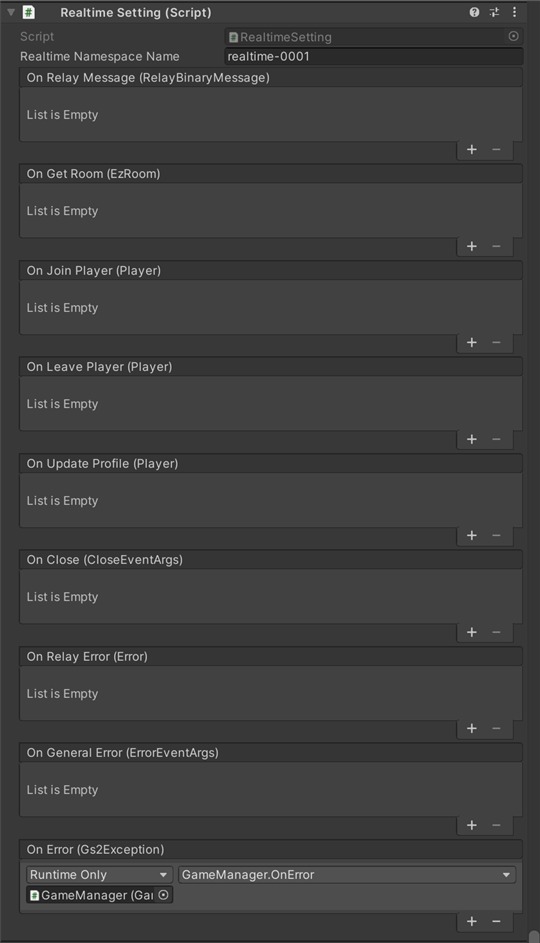 Realtime Setting (Script)
Script
RealtimeSetting
Realtime Namespace Name
realtime-0001
On Relay Message (RelayBinaryMessage)
List is Empty
On Get Room (EzRoom)
List is Empty
On Join Player (Player)
List is Empty
On Leave Player (Player)
List is Empty
On Update Profile (Player)
List is Empty
On Close (CloseEventArgs)
List is Empty
On Relay Error (Error)
List is Empty
On General Error (ErrorEventArgs)
List is Empty
On Error (Gs2Exception)
Runtime Only
GameManager.OnError
GameManager (Gai